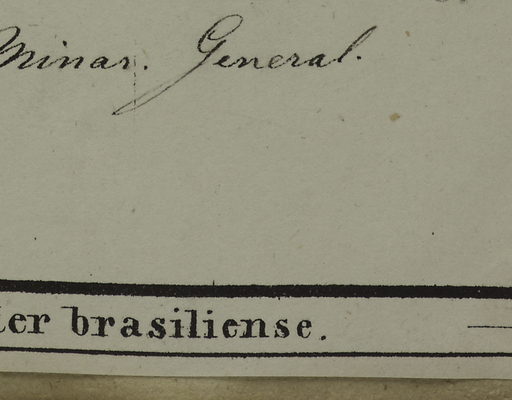 Minar. General.
ter brasiliense.